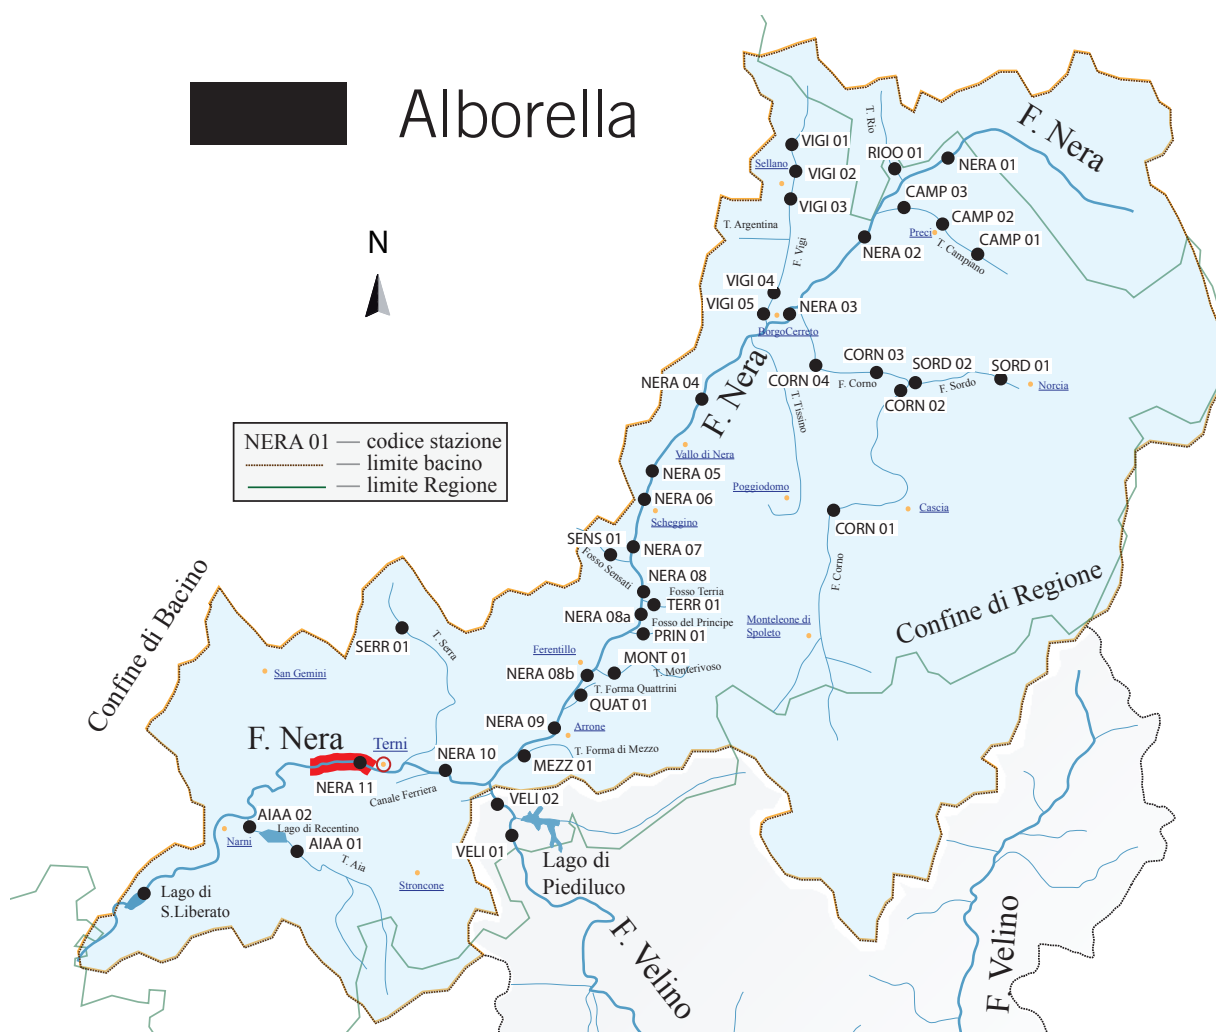 Alborella
N
NERA 01
codice stazione
limite bacino
limite Regione
F. Nera
T. Rio
VIGI 01
RIOO 01
NERA 01
Sellano
VIGI 02
CAMP 03
VIGI 03
CAMP 02
T. Argentina
Preci
CAMP 01
NERA 02
T. Campiano
F. Vigi
VIGI 04
VIGI 05
NERA 03
BorgoCerreto
F. Nera
CORN 03
SORD 02
SORD 01
NERA 04
CORN 04
F. Corno
F. Sordo
Norcia
CORN 02
T. Tissino
Vallo di Nera
NERA 05
Poggiodomo
NERA 06
Cascia
Scheggino
CORN 01
SENS 01
NERA 07
Fosso Sensati
F. Corno
NERA 08
Fosso Terria
TERR 01
NERA 08a
Fosso del Principe
PRIN 01
Monteleone di
Spoleto
Confine di Regione
Confine di Bacino
SERR 01
T. Serra
Ferentillo
MONT 01
San Gemini
NERA 08b
T. Monterivoso
T. Forma Quattrini
QUAT 01
NERA 09
Arrone
F. Nera
Terni
NERA 10
T. Forma di Mezzo
MEZZ 01
NERA 11
Canale Ferriera
VELI 02
AIAA 02
Lago di Recentino
Narni
AIAA 01
VELI 01
T. Aia
Lago di
Piediluco
Stroncone
Lago di
S.Liberato
F. Velino
F. Velino